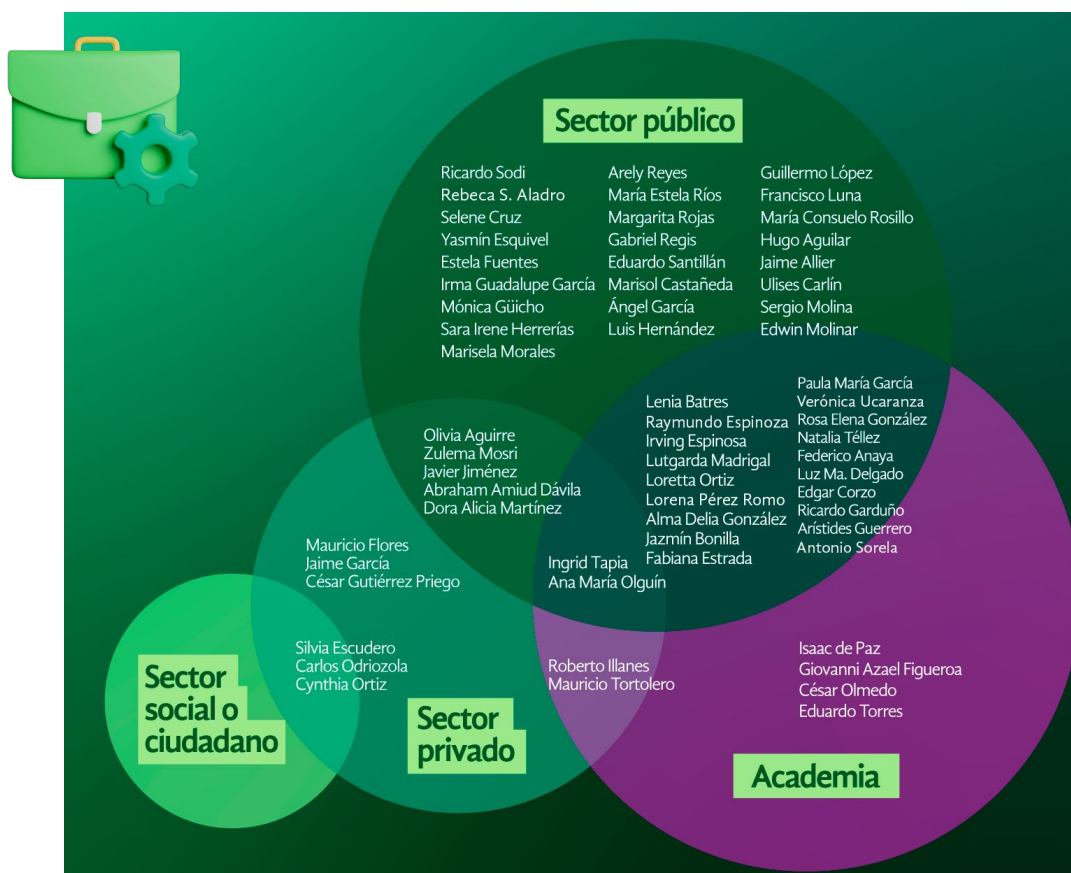 Sector público
Ricardo Sodi
Rebeca S. Aladro
Selene Cruz
Yasmín Esquivel
Estela Fuentes
Irma Guadalupe García
Mónica Güicho
Sara Irene Herrerías
Marisela Morales
Arely Reyes
María Estela Ríos
Margarita Rojas
Gabriel Regis
Eduardo Santillán
Marisol Castañeda
Ángel García
Luis Hernández
Guillermo López
Francisco Luna
María Consuelo Rosillo
Hugo Aguilar
Jaime Allier
Ulises Carlín
Sergio Molina
Edwin Molinar
Olivia Aguirre
Zulema Mosri
Javier Jiménez
Abraham Amiud Dávila
Dora Alicia Martínez
Lenia Batres
Raymundo Espinoza
Irving Espinosa
Lutgarda Madrigal
Loretta Ortiz
Lorena Pérez Romo
Alma Delia González
Jazmín Bonilla
Fabiana Estrada
Paula María García
Verónica Ucaranza
Rosa Elena González
Natalia Téllez
Federico Anaya
Luz Ma. Delgado
Edgar Corzo
Ricardo Garduño
Arístides Guerrero
Antonio Sorela
Mauricio Flores
Jaime García
César Gutiérrez Priego
Ingrid Tapia
Ana María Olguín
Silvia Escudero
Carlos Odriozola
Cynthia Ortiz
Roberto Illanes
Mauricio Tortolero
Isaac de Paz
Giovanni Azael Figueroa
César Olmedo
Eduardo Torres
Sector
social o
ciudadano
Sector
privado
Academia